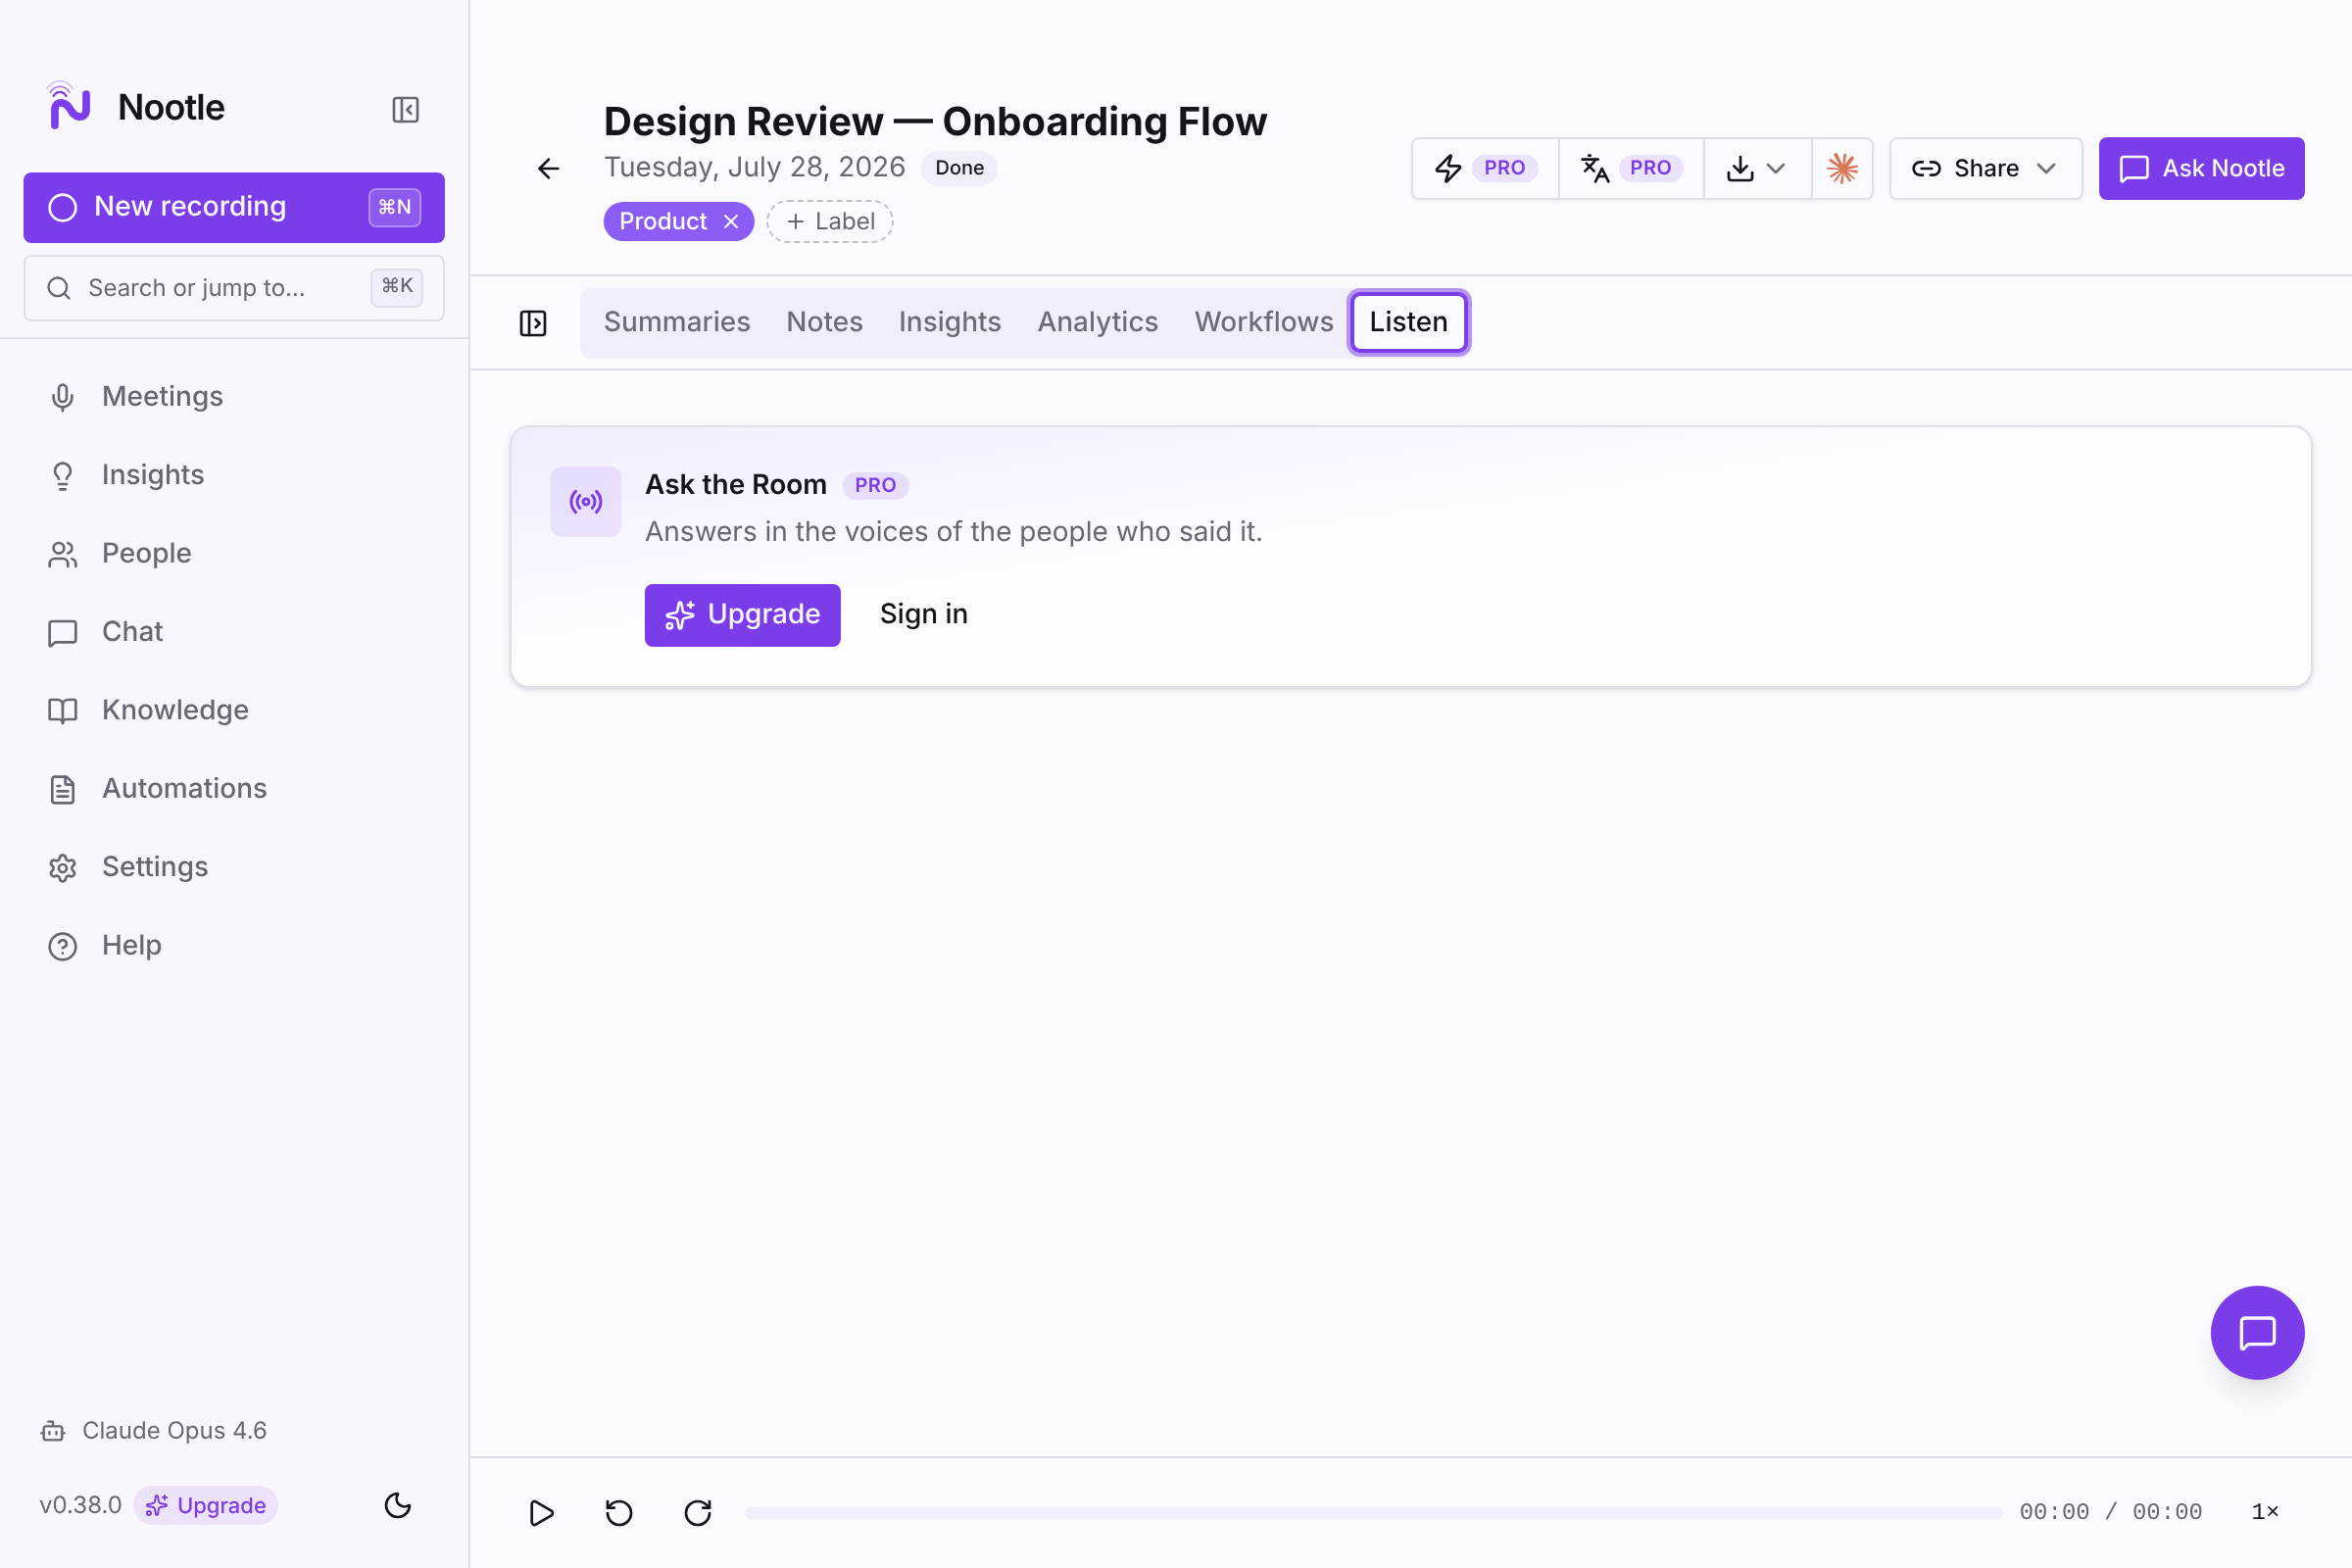 Nootle
New recording ⌘N
Search or jump to... ⌘K
Meetings
Insights
People
Chat
Knowledge
Automations
Settings
Help
Claude Opus 4.6
v0.38.0 Upgrade
Design Review — Onboarding Flow
Tuesday, July 28, 2026 Done
Product + Label
PRO PRO Share Ask Nootle
Summaries Notes Insights Analytics Workflows Listen
Ask the Room PRO
Answers in the voices of the people who said it.
Upgrade Sign in
00:00 / 00:00 1×